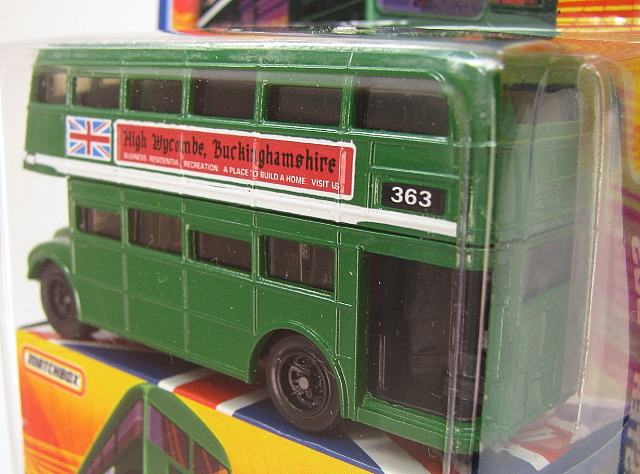 High Wycombe, Buckinghamshire
BUSINESS RESIDENTIAL RECREATION. A PLACE TO BUILD A HOME. VISIT US
363
MATCHBOX